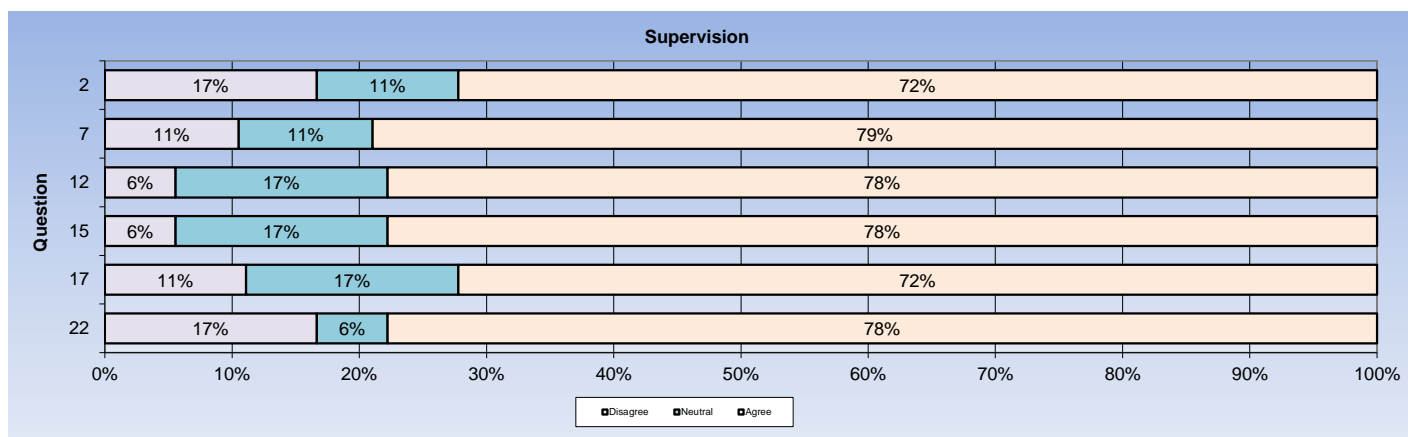 Supervision
2 17% 11% 72%
7 11% 11% 79%
12 6% 17% 78%
15 6% 17% 78%
17 11% 17% 72%
22 17% 6% 78%
Question
0% 10% 20% 30% 40% 50% 60% 70% 80% 90% 100%
Disagree Neutral Agree